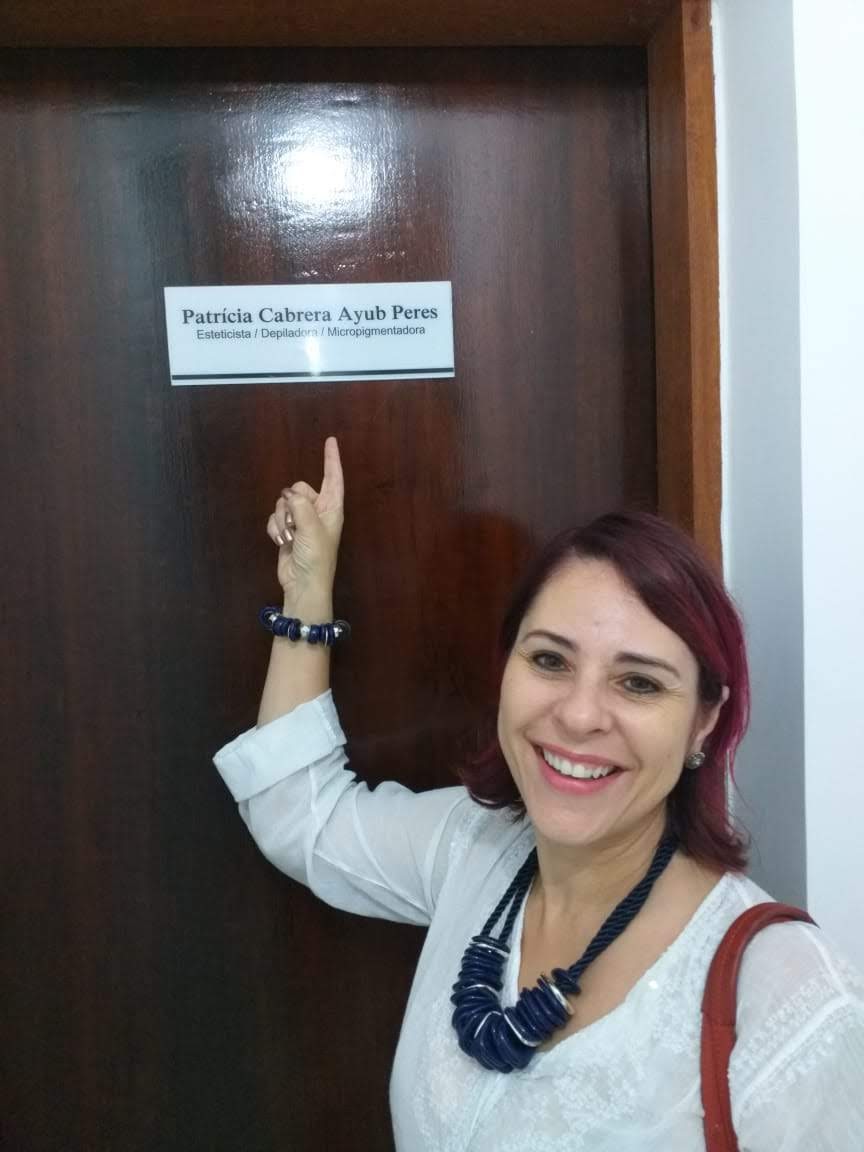 Patrícia Cabrera Ayub Peres
Esteticista / Depiladora / Micropigmentadora